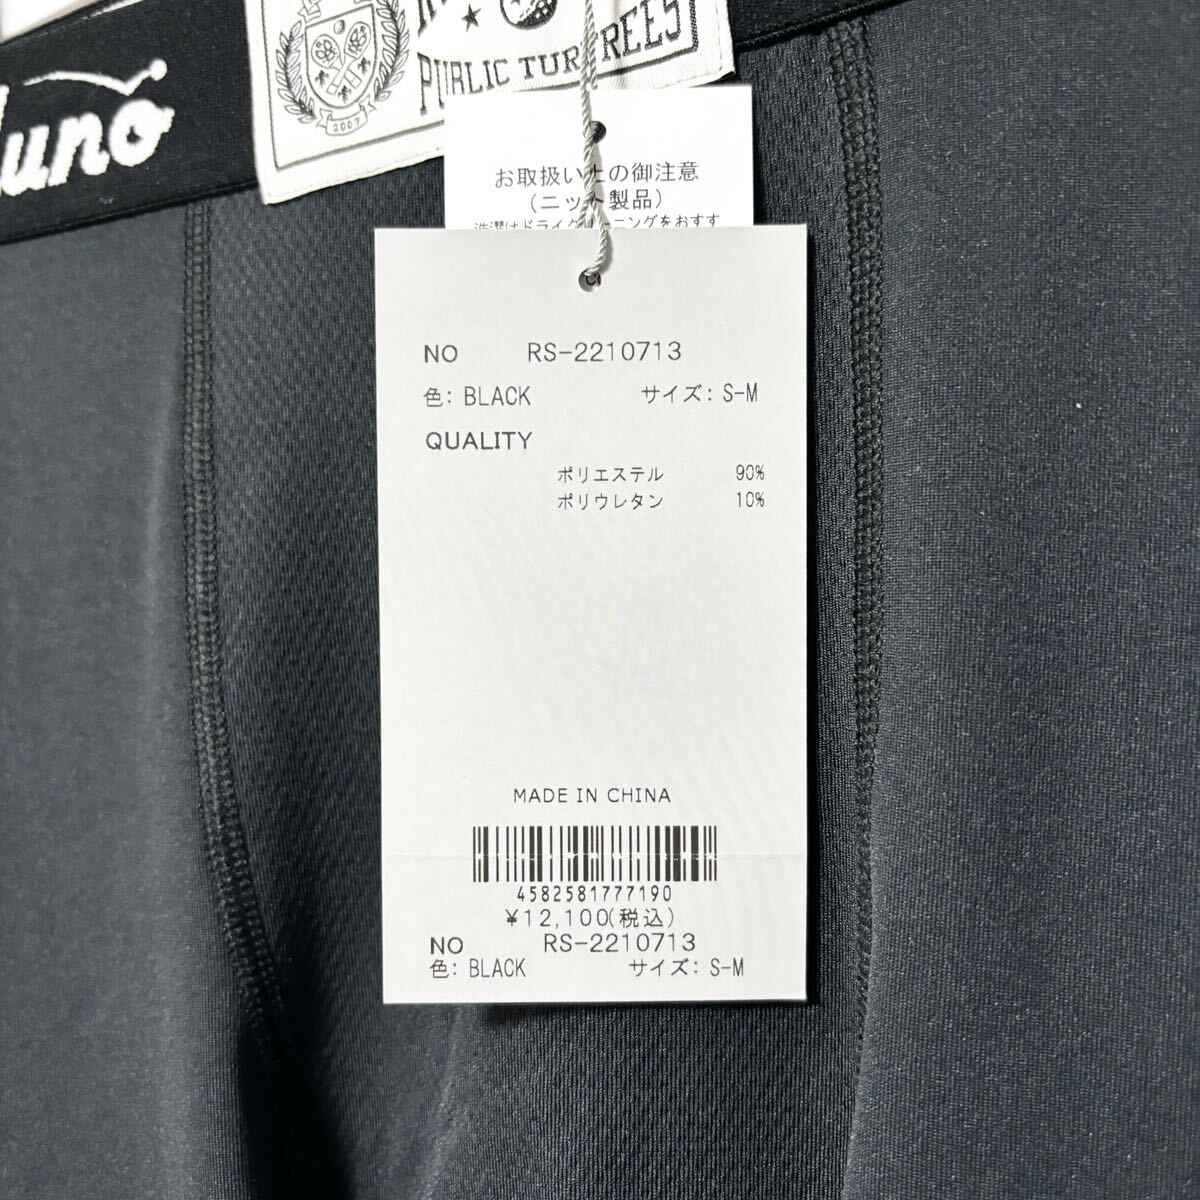 2007
PUBLIC TURF
お取扱い上の御注意
(ニット製品)
NO RS-2210713
色: BLACK サイズ: S-M
QUALITY
ポリエステル 90%
ポリウレタン 10%
MADE IN CHINA
4582581777190
¥12,100(税込)
NO RS-2210713
色: BLACK サイズ: S-M